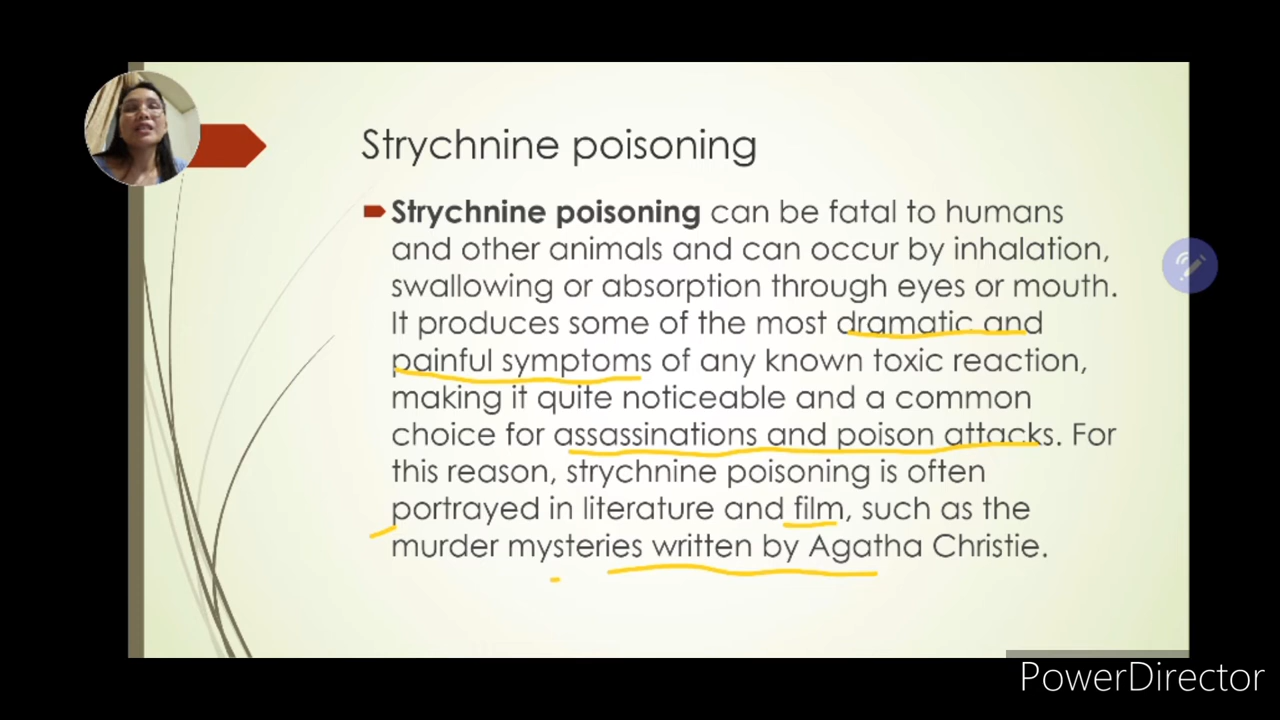 Strychnine poisoning
Strychnine poisoning can be fatal to humans
and other animals and can occur by inhalation,
swallowing or absorption through eyes or mouth.
It produces some of the most dramatic and
painful symptoms of any known toxic reaction,
making it quite noticeable and a common
choice for assassinations and poison attacks. For
this reason, strychnine poisoning is often
portrayed in literature and film, such as the
murder mysteries written by Agatha Christie.
PowerDirector